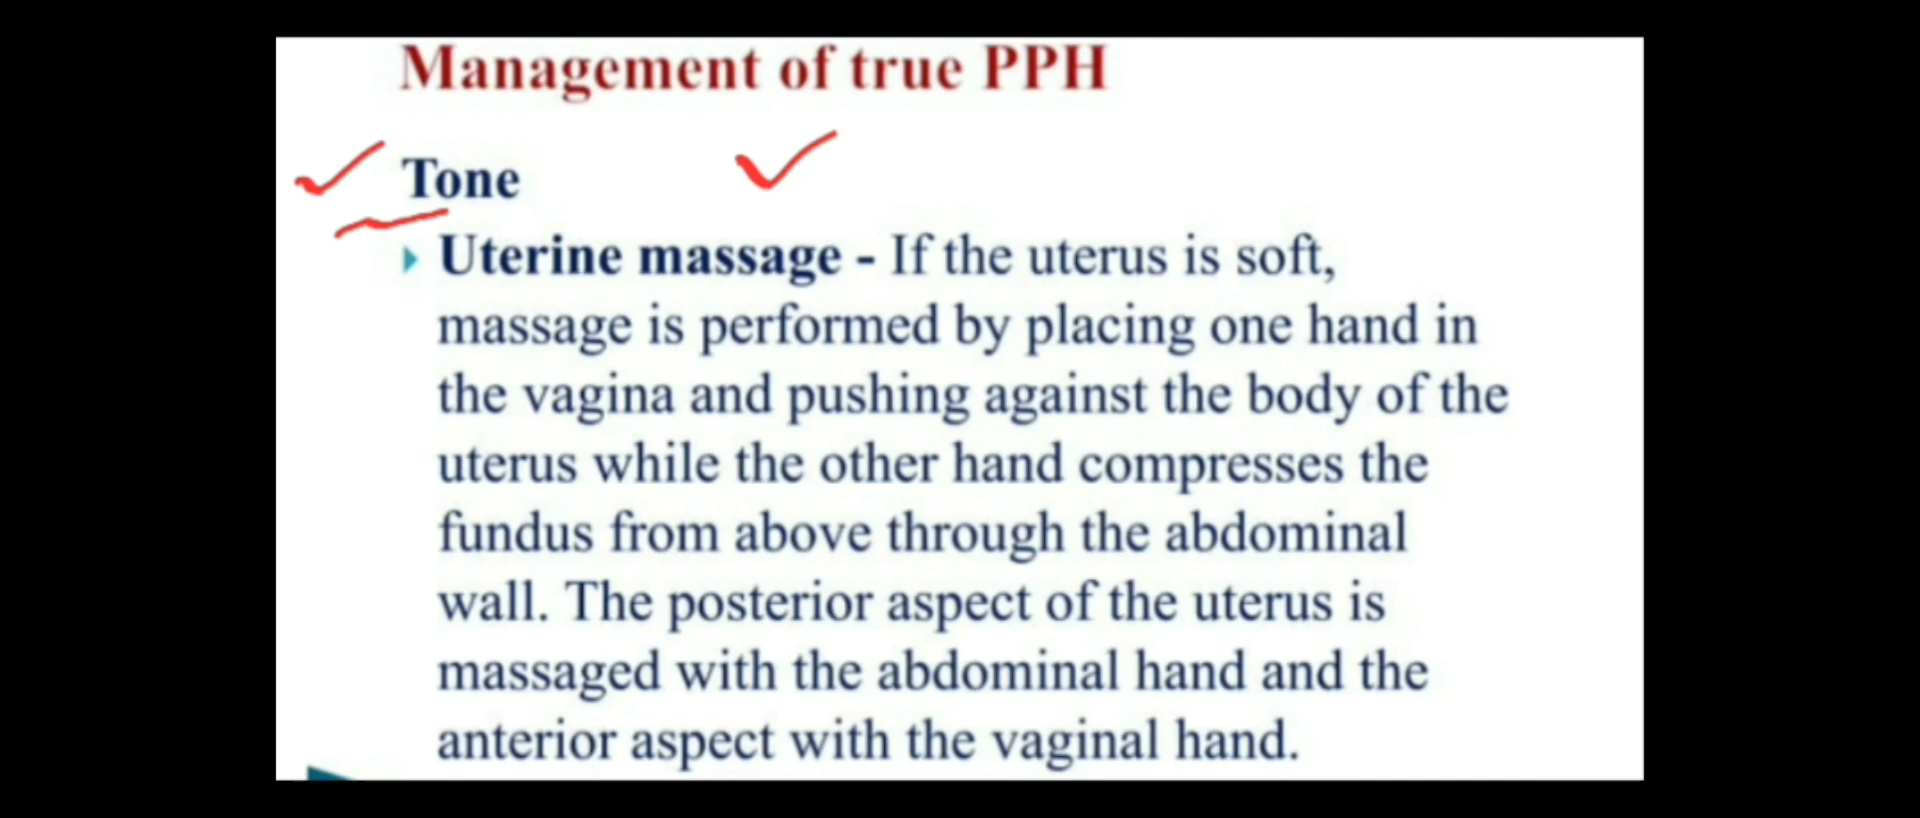 Management of true PPH
Tone
Uterine massage - If the uterus is soft,
massage is performed by placing one hand in
the vagina and pushing against the body of the
uterus while the other hand compresses the
fundus from above through the abdominal
wall. The posterior aspect of the uterus is
massaged with the abdominal hand and the
anterior aspect with the vaginal hand.